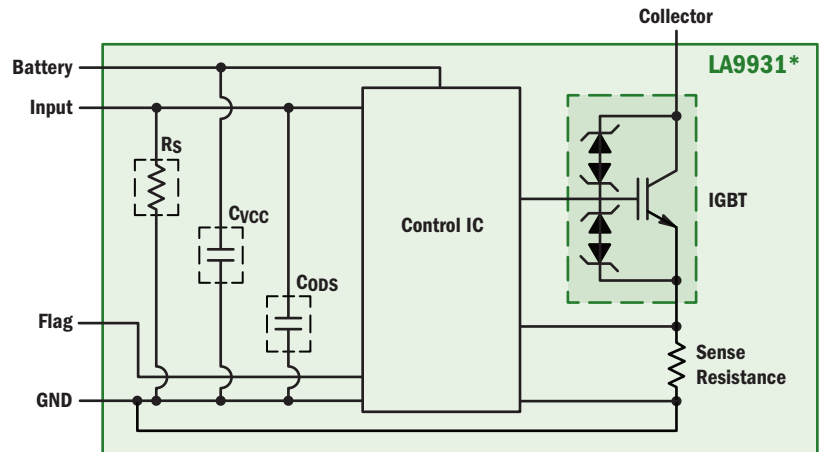 Collector
LA9931*
Battery
Input
RS
CVCC
CODS
Control IC
IGBT
Flag
GND
Sense
Resistance